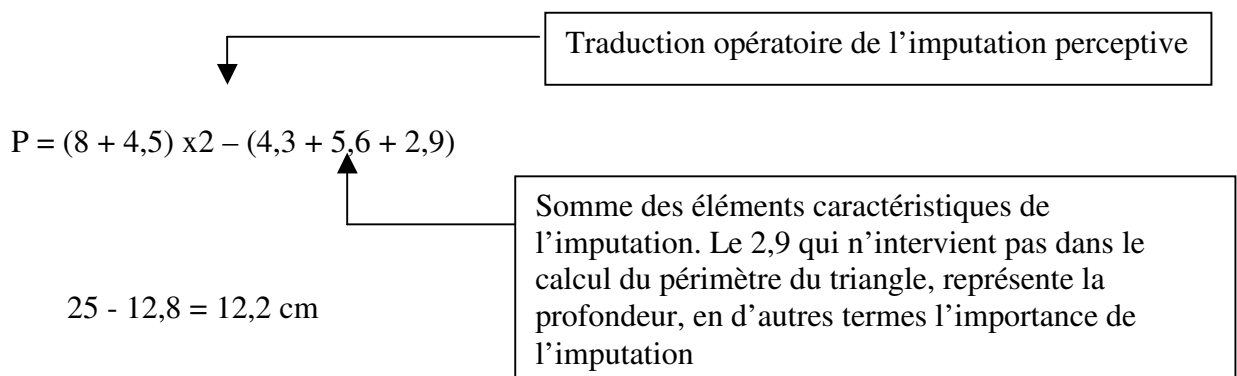 Traduction opératoire de l’imputation perceptive
P = (8 + 4,5) x2 – (4,3 + 5,6 + 2,9)
Somme des éléments caractéristiques de
l’imputation. Le 2,9 qui n’intervient pas dans le
calcul du périmètre du triangle, représente la
profondeur, en d’autres termes l’importance de
l’imputation
25 - 12,8 = 12,2 cm